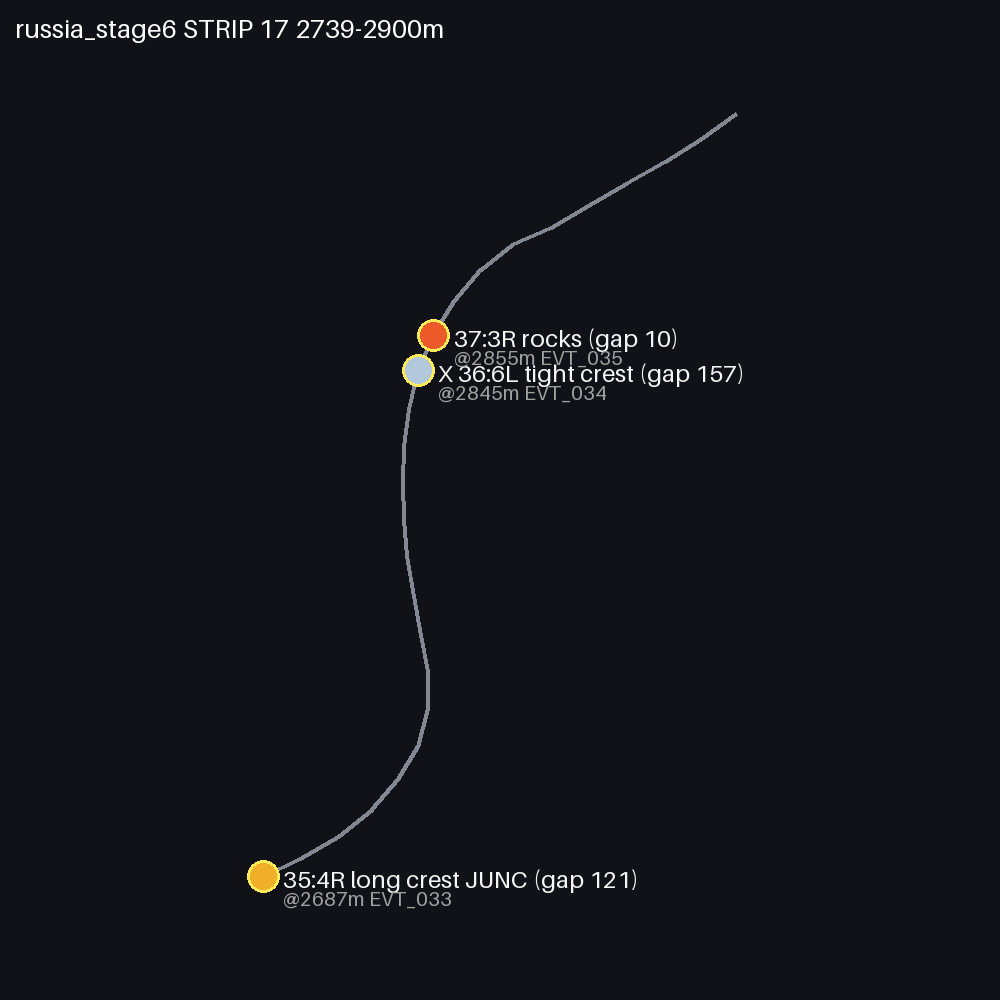 russia_stage6 STRIP 17 2739-2900m
37:3R rocks (gap 10)
@2855m EVT_035
X 36:6L tight crest (gap 157)
@2845m EVT_034
35:4R long crest JUNC (gap 121)
@2687m EVT_033